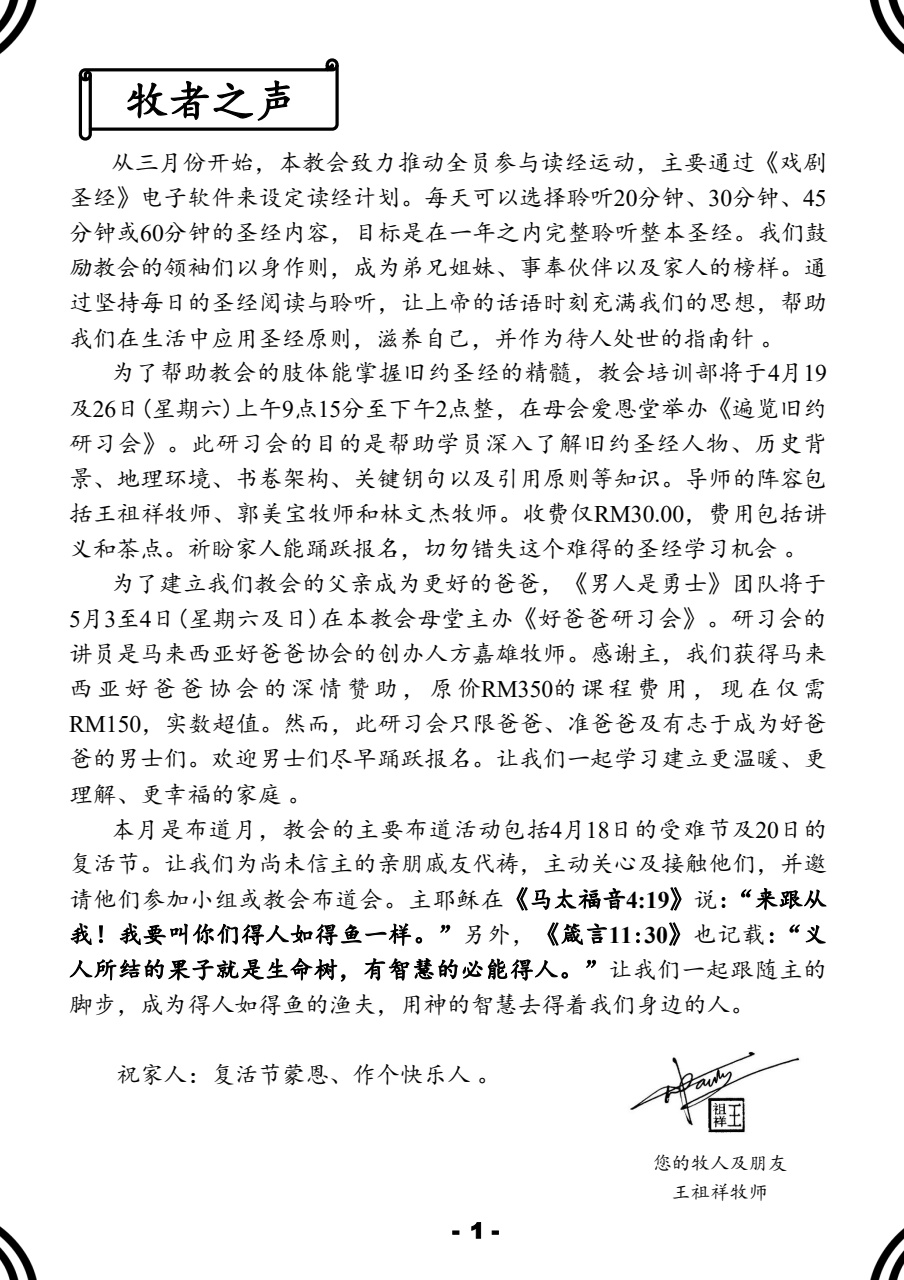 牧者之声
从三月份开始，本教会致力推动全员参与读经运动，主要通过《戏剧
圣经》电子软件来设定读经计划。每天可以选择聆听20分钟、30分钟、45
分钟或60分钟的圣经内容，目标是在一年之内完整聆听整本圣经。我们鼓
励教会的领袖们以身作则，成为弟兄姐妹、事奉伙伴以及家人的榜样。通
过坚持每日的圣经阅读与聆听，让上帝的话语时刻充满我们的思想，帮助
我们在生活中应用圣经原则，滋养自己，并作为待人处世的指南针 。
为了帮助教会的肢体能掌握旧约圣经的精髓，教会培训部将于4月19
及26日(星期六)上午9点15分至下午2点整，在母会爱恩堂举办《遍览旧约
研习会》。此研习会的目的是帮助学员深入了解旧约圣经人物、历史背
景、地理环境、书卷架构、关键钥句以及引用原则等知识。导师的阵容包
括王祖祥牧师、郭美宝牧师和林文杰牧师。收费仅RM30.00，费用包括讲
义和茶点。祈盼家人能踊跃报名，切勿错失这个难得的圣经学习机会 。
为了建立我们教会的父亲成为更好的爸爸，《男人是勇士》团队将于
5月3至4日(星期六及日)在本教会母堂主办《好爸爸研习会》。研习会的
讲员是马来西亚好爸爸协会的创办人方嘉雄牧师。感谢主，我们获得马来
西亚好爸爸协会的深情赞助，原价RM350的课程费用，现在仅需
RM150，实数超值。然而，此研习会只限爸爸、准爸爸及有志于成为好爸
爸的男士们。欢迎男士们尽早踊跃报名。让我们一起学习建立更温暖、更
理解、更幸福的家庭 。
本月是布道月，教会的主要布道活动包括4月18日的受难节及20日的
复活节。让我们为尚未信主的亲朋戚友代祷，主动关心及接触他们，并邀
请他们参加小组或教会布道会。主耶稣在《马太福音4:19》说：“来跟从
我！我要叫你们得人如得鱼一样。”另外，《箴言11:30》也记载：“义
人所结的果子就是生命树，有智慧的必能得人。”让我们一起跟随主的
脚步，成为得人如得鱼的渔夫，用神的智慧去得着我们身边的人。
祝家人：复活节蒙恩、作个快乐人 。
王祖祥
您的牧人及朋友
王祖祥牧师
- 1 -